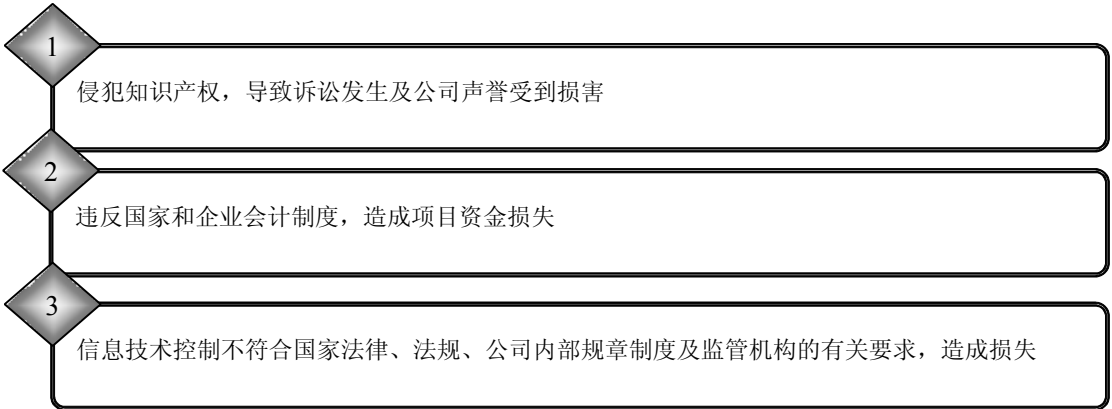 1
侵犯知识产权，导致诉讼发生及公司声誉受到损害
2
违反国家和企业会计制度，造成项目资金损失
3
信息技术控制不符合国家法律、法规、公司内部规章制度及监管机构的有关要求，造成损失